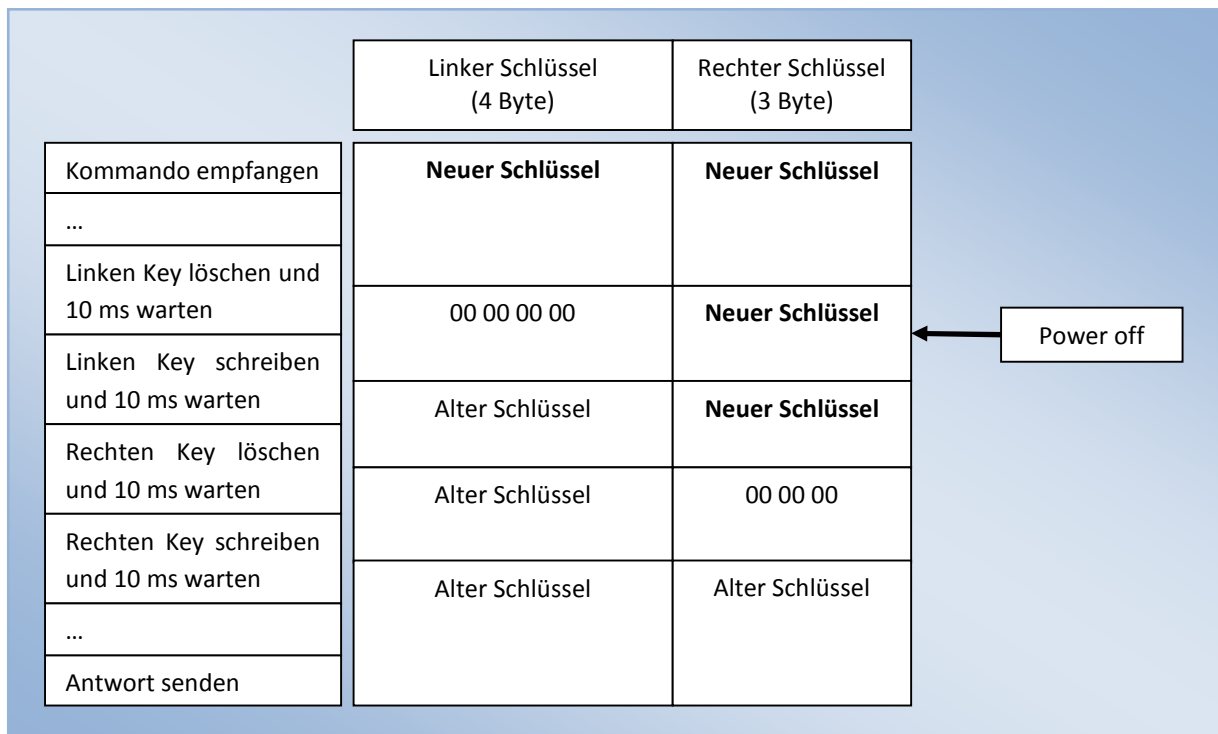 Linker Schlüssel
(4 Byte)
Rechter Schlüssel
(3 Byte)
Kommando empfangen
...
Linken Key löschen und
10 ms warten
Linken Key schreiben
und 10 ms warten
Rechten Key löschen
und 10 ms warten
Rechten Key schreiben
und 10 ms warten
...
Antwort senden
Neuer Schlüssel
Neuer Schlüssel
00 00 00 00
Neuer Schlüssel
Alter Schlüssel
Neuer Schlüssel
Alter Schlüssel
00 00 00
Alter Schlüssel
Alter Schlüssel
Power off